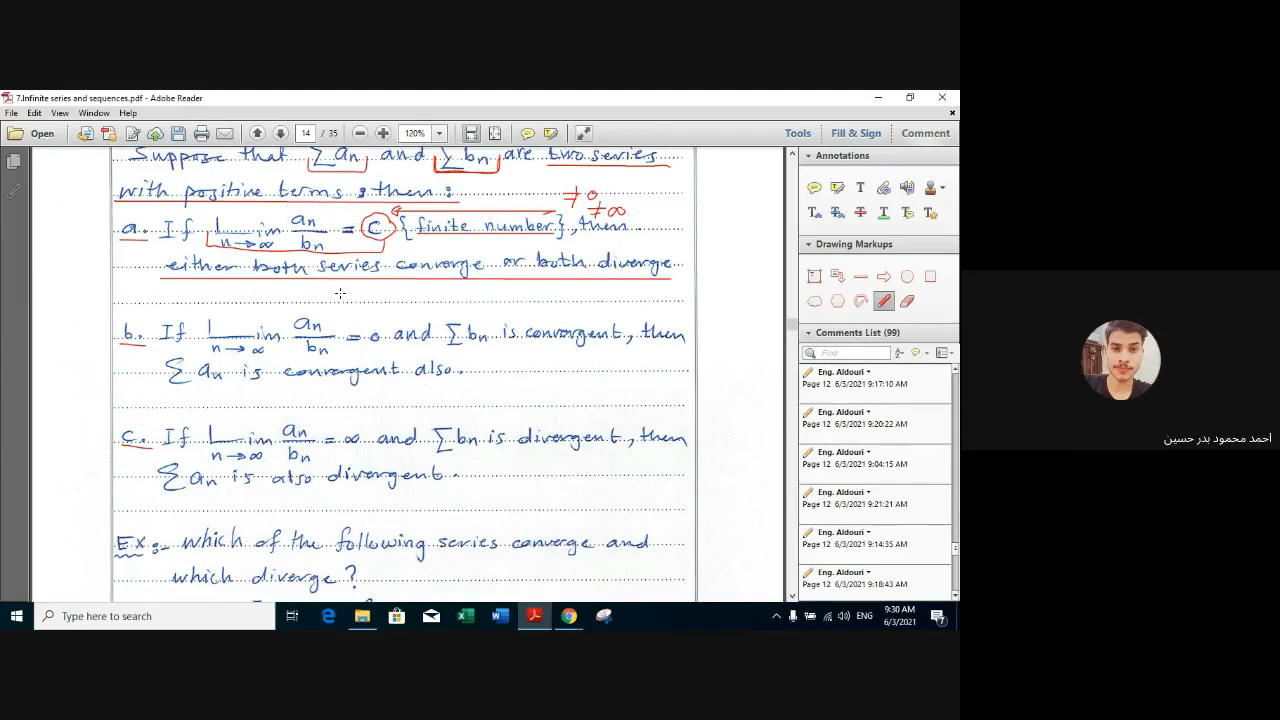 7.Infinite series and sequences.pdf - Adobe Reader
File Edit View Window Help
Open 14 / 35 120% Tools Fill & Sign Comment
Suppose that ∑ an and ∑ bn are two series
with positive terms, then:
≠ 0
≠ ∞
a. If Lim n→∞ an/bn = C {finite number}, then
either both series converge or both diverge
b. If Lim n→∞ an/bn = 0 and ∑ bn is convergent, then
∑ an is convergent also.
c. If Lim n→∞ an/bn = ∞ and ∑ bn is divergent, then
∑ an is also divergent.
Ex:- which of the following series converge and
which diverge?
Annotations
Drawing Markups
Comments List (99)
Find
Eng. Aldouri
Page 12 6/3/2021 9:17:10 AM
Eng. Aldouri
Page 12 6/3/2021 9:20:22 AM
Eng. Aldouri
Page 12 6/3/2021 9:04:15 AM
Eng. Aldouri
Page 12 6/3/2021 9:21:21 AM
Eng. Aldouri
Page 12 6/3/2021 9:14:35 AM
Eng. Aldouri
Page 12 6/3/2021 9:18:43 AM
Type here to search
ENG
9:30 AM
6/3/2021
احمد محمود بدر حسين